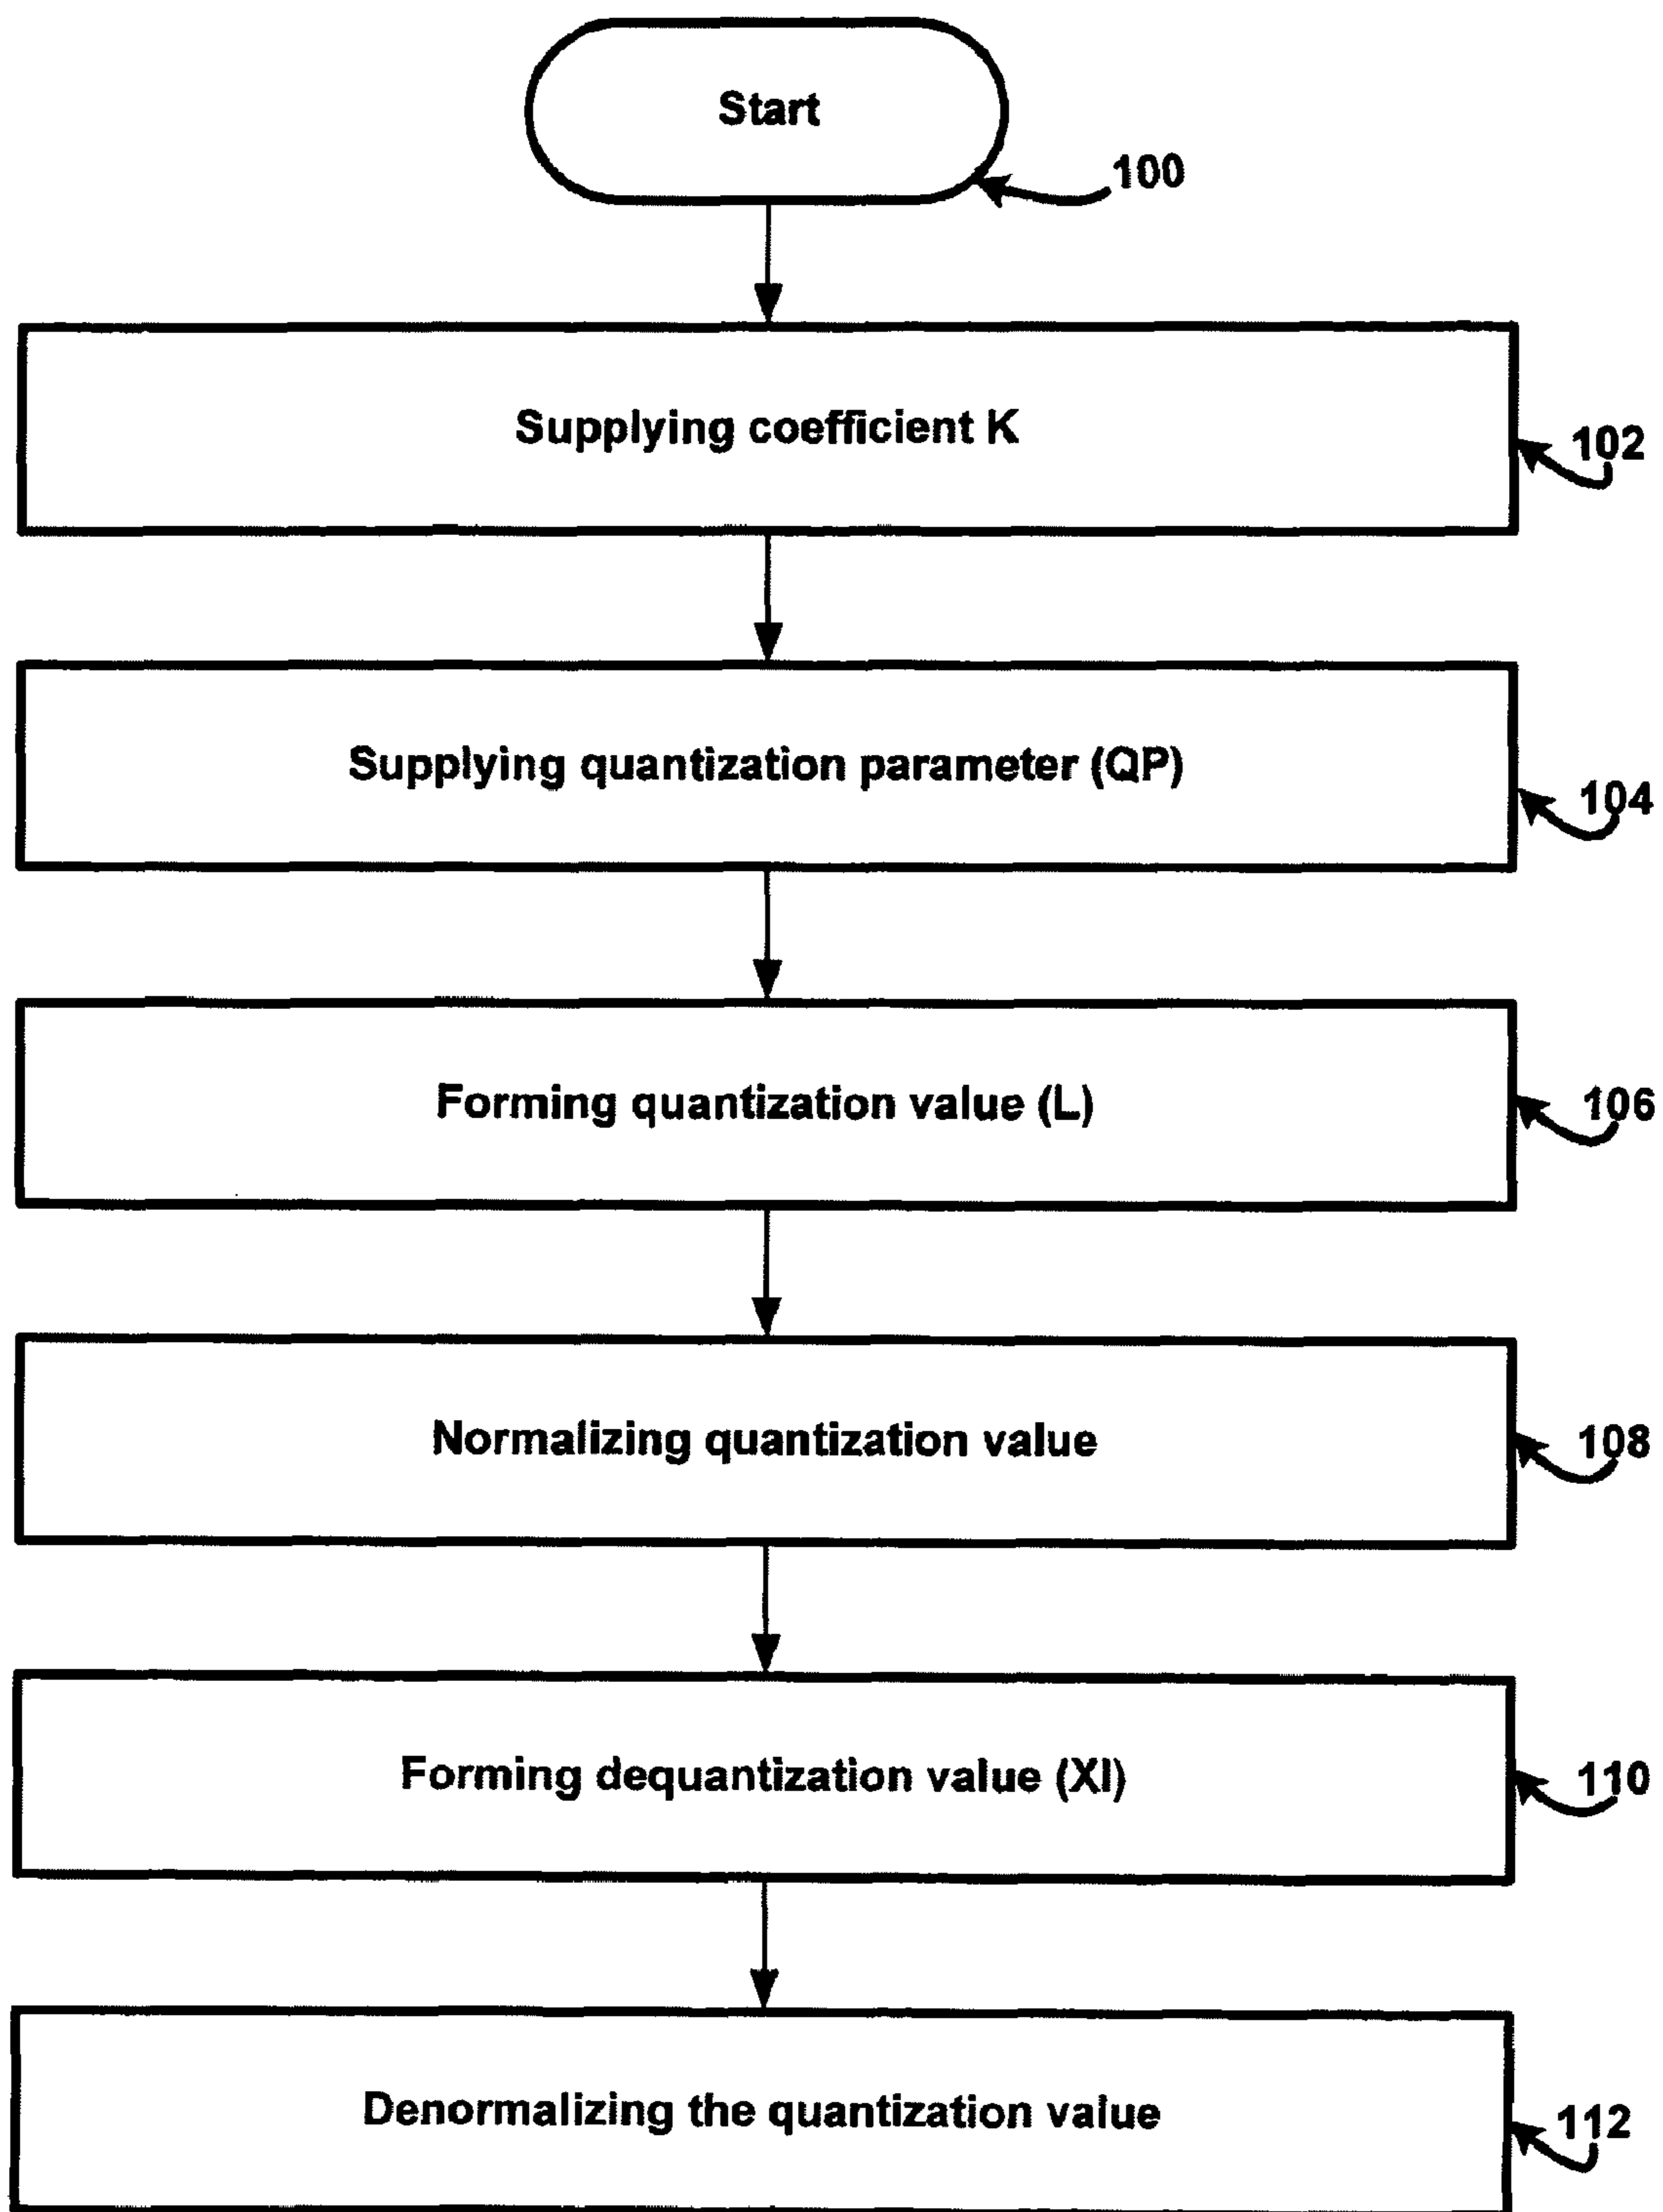 Start
100
Supplying coefficient K
102
Supplying quantization parameter (QP)
104
Forming quantization value (L)
106
Normalizing quantization value
108
Forming dequantization value (XI)
110
Denormalizing the quantization value
112